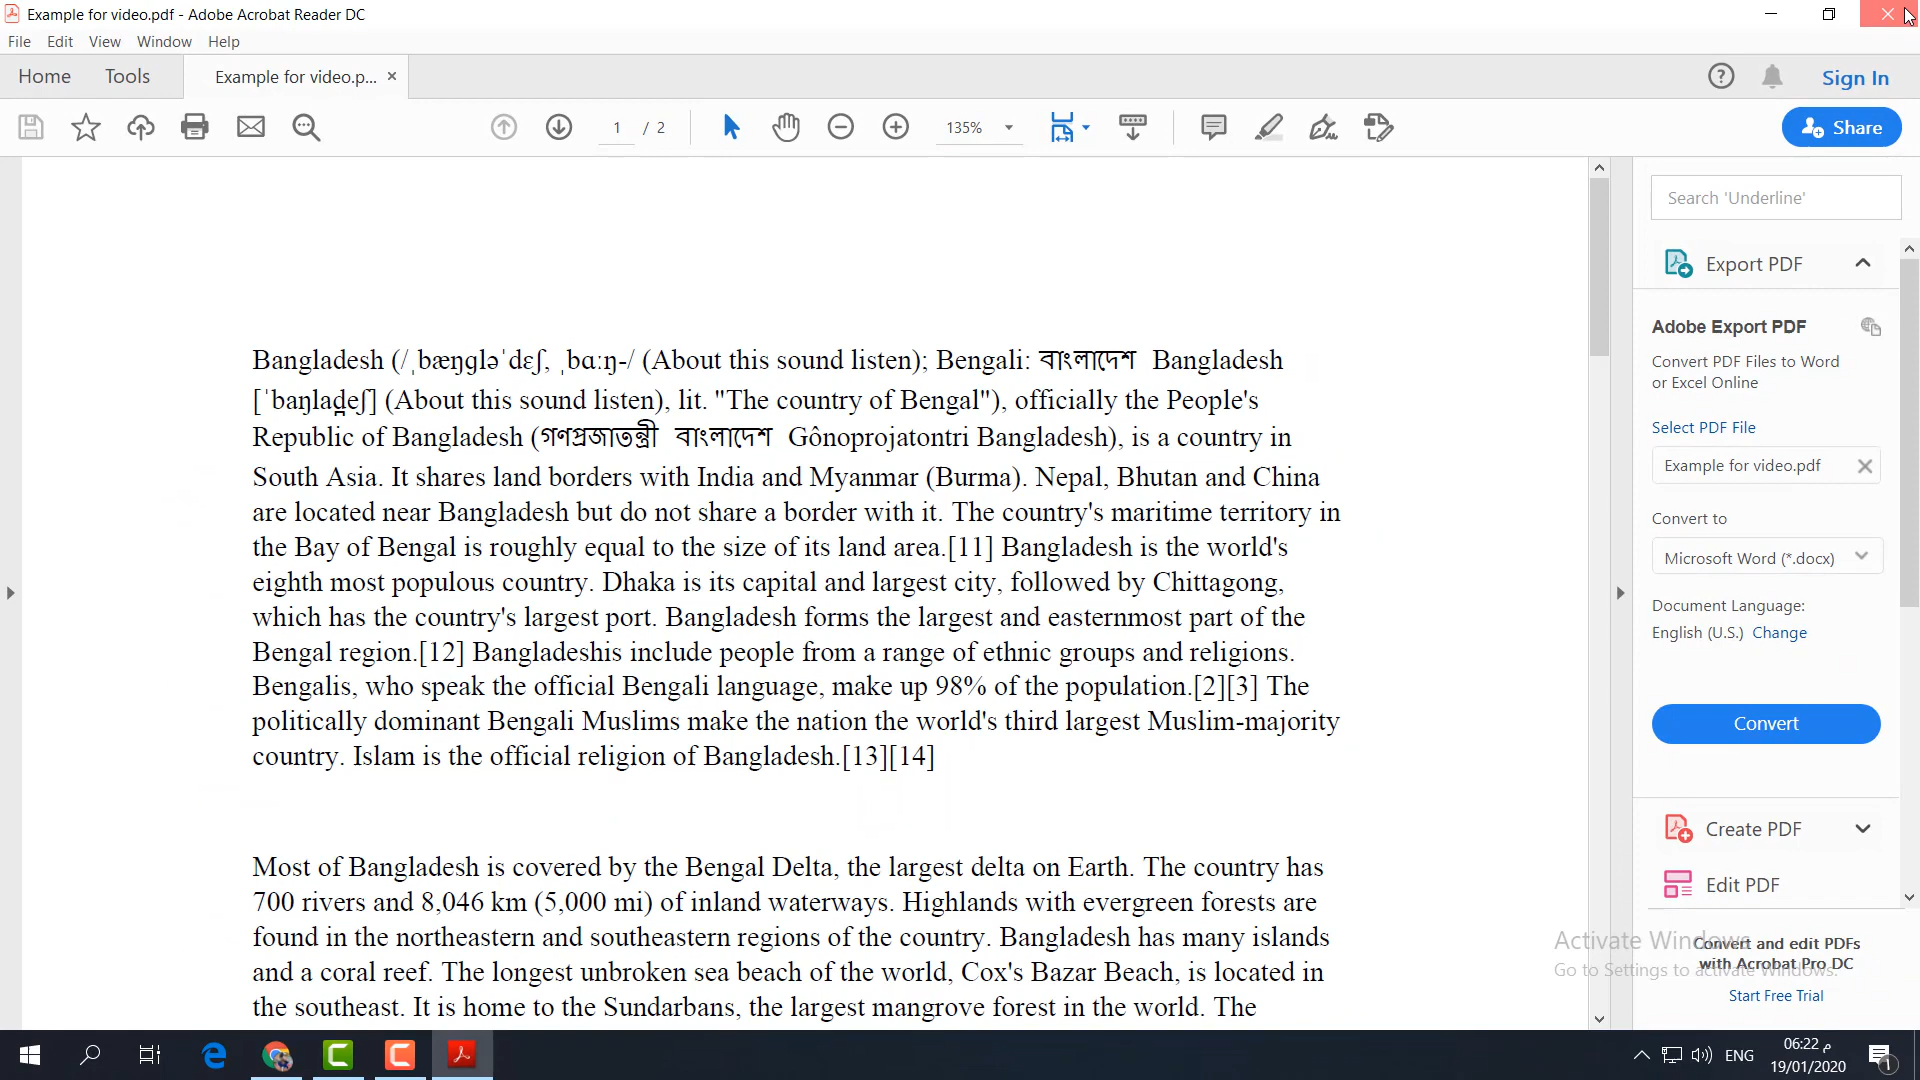 Example for video.pdf - Adobe Acrobat Reader DC
File Edit View Window Help
Home Tools Example for video.p...
Sign In
1 / 2 135% Share
Search 'Underline'
Export PDF
Adobe Export PDF
Convert PDF Files to Word
or Excel Online
Select PDF File
Example for video.pdf
Convert to
Microsoft Word (*.docx)
Document Language:
English (U.S.) Change
Convert
Create PDF
Edit PDF
Convert and edit PDFs
with Acrobat Pro DC
Start Free Trial
Activate Windows
Go to Settings to activate Windows.
Bangladesh (/ˌbæŋɡləˈdɛʃ, ˌbɑːŋ-/ (About this sound listen); Bengali: বাংলাদেশ Bangladesh
[ˈbaŋlad̪eʃ] (About this sound listen), lit. "The country of Bengal"), officially the People's
Republic of Bangladesh (গণপ্রজাতন্ত্রী বাংলাদেশ Gônoprojatontri Bangladesh), is a country in
South Asia. It shares land borders with India and Myanmar (Burma). Nepal, Bhutan and China
are located near Bangladesh but do not share a border with it. The country's maritime territory in
the Bay of Bengal is roughly equal to the size of its land area.[11] Bangladesh is the world's
eighth most populous country. Dhaka is its capital and largest city, followed by Chittagong,
which has the country's largest port. Bangladesh forms the largest and easternmost part of the
Bengal region.[12] Bangladeshis include people from a range of ethnic groups and religions.
Bengalis, who speak the official Bengali language, make up 98% of the population.[2][3] The
politically dominant Bengali Muslims make the nation the world's third largest Muslim-majority
country. Islam is the official religion of Bangladesh.[13][14]
Most of Bangladesh is covered by the Bengal Delta, the largest delta on Earth. The country has
700 rivers and 8,046 km (5,000 mi) of inland waterways. Highlands with evergreen forests are
found in the northeastern and southeastern regions of the country. Bangladesh has many islands
and a coral reef. The longest unbroken sea beach of the world, Cox's Bazar Beach, is located in
the southeast. It is home to the Sundarbans, the largest mangrove forest in the world. The
ENG
06:22 م
19/01/2020
1